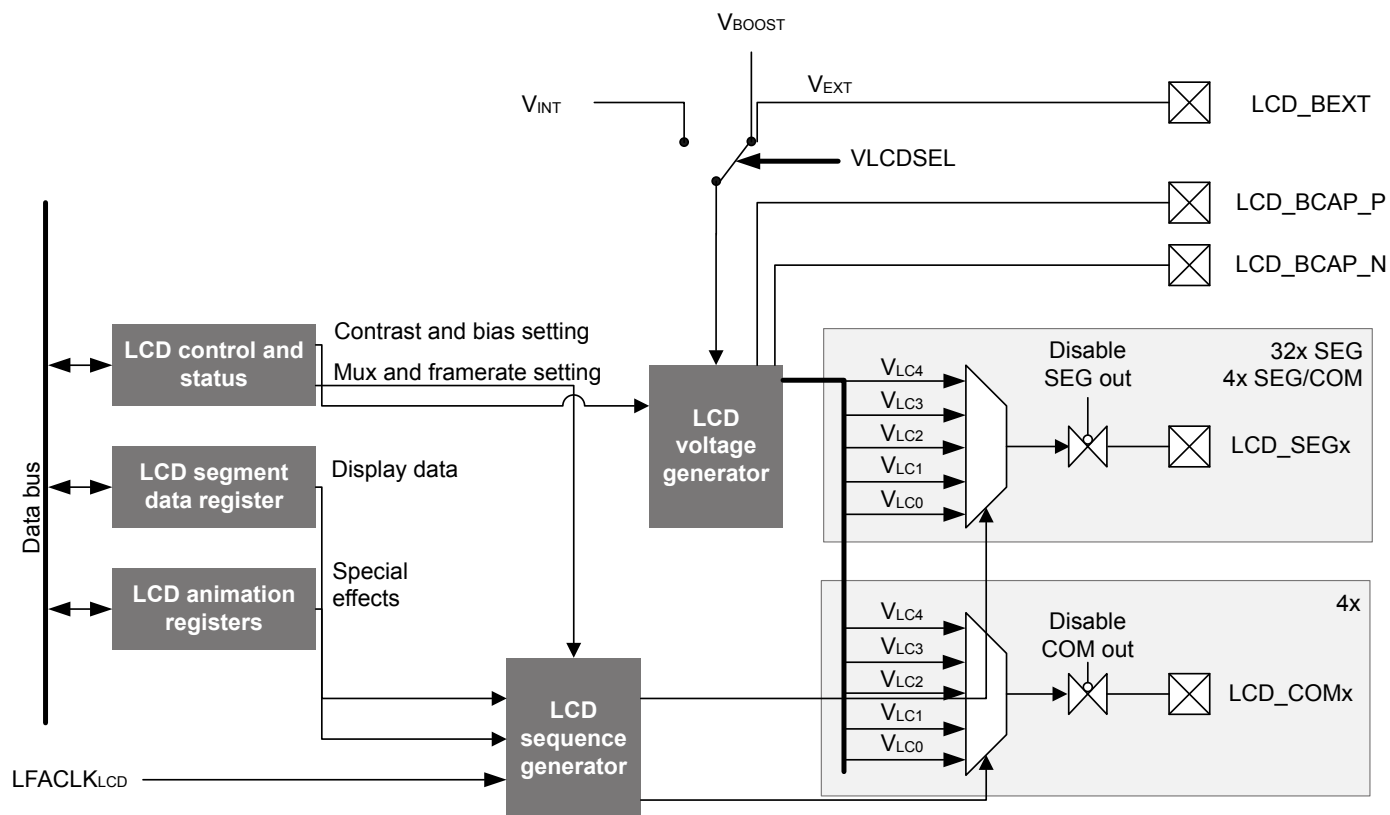 VBOOST
VINT
VEXT
LCD_BEXT
VLCDSEL
LCD_BCAP_P
LCD_BCAP_N
Data bus
LCD control and
status
Contrast and bias setting
Mux and framerate setting
LCD segment
data register
Display data
LCD animation
registers
Special
effects
LCD
voltage
generator
LCD
sequence
generator
LFACLKLCD
32x SEG
4x SEG/COM
Disable
SEG out
VLC4
VLC3
VLC2
VLC1
VLC0
LCD_SEGx
4x
Disable
COM out
VLC4
VLC3
VLC2
VLC1
VLC0
LCD_COMx